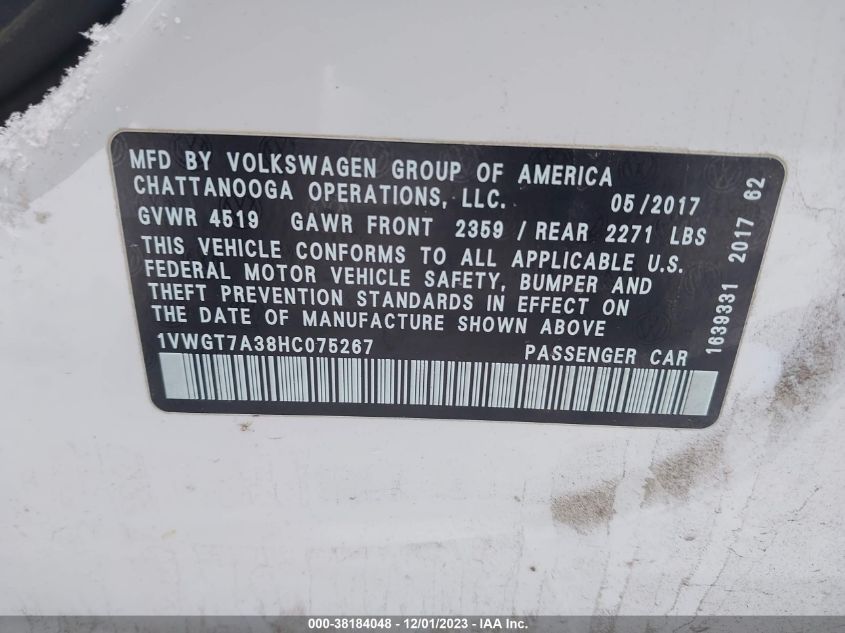 MFD BY VOLKSWAGEN GROUP OF AMERICA
CHATTANOOGA OPERATIONS, LLC. 05/2017
GVWR 4519 GAWR FRONT 2359 / REAR 2271 LBS
THIS VEHICLE CONFORMS TO ALL APPLICABLE U.S.
FEDERAL MOTOR VEHICLE SAFETY, BUMPER AND
THEFT PREVENTION STANDARDS IN EFFECT ON
THE DATE OF MANUFACTURE SHOWN ABOVE
1VWGT7A38HC075267 PASSENGER CAR
1639331 2017 62
000-38184048 - 12/01/2023 - IAA Inc.